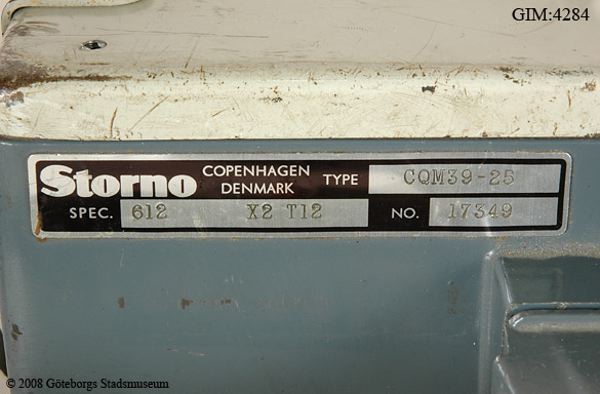 GIM:4284
Storno COPENHAGEN DENMARK TYPE CQM39-25
SPEC. 612 X2 T12 NO. 17349
© 2008 Göteborgs Stadsmuseum